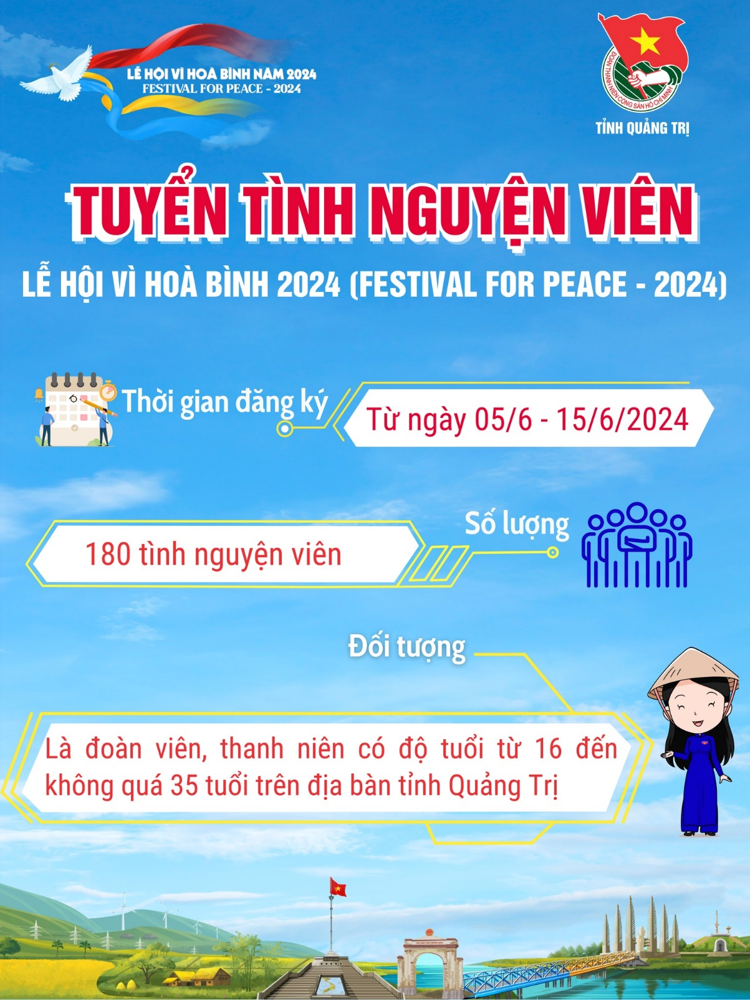 LỄ HỘI VÌ HOÀ BÌNH NĂM 2024
FESTIVAL FOR PEACE - 2024
ĐOÀN THANH NIÊN CỘNG SẢN HỒ CHÍ MINH
TỈNH QUẢNG TRỊ
TUYỂN TÌNH NGUYỆN VIÊN
LỄ HỘI VÌ HOÀ BÌNH 2024 (FESTIVAL FOR PEACE - 2024)
Thời gian đăng ký
Từ ngày 05/6 - 15/6/2024
Số lượng
180 tình nguyện viên
Đối tượng
Là đoàn viên, thanh niên có độ tuổi từ 16 đến
không quá 35 tuổi trên địa bàn tỉnh Quảng Trị